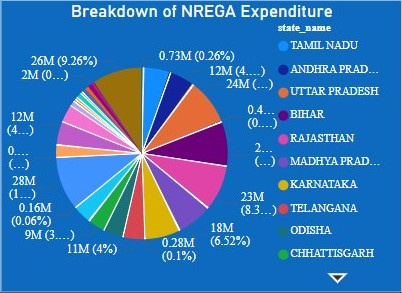 Breakdown of NREGA Expenditure
state_name
TAMIL NADU
ANDHRA PRAD...
UTTAR PRADESH
BIHAR
RAJASTHAN
MADHYA PRAD...
KARNATAKA
TELANGANA
ODISHA
CHHATTISGARH
0.73M (0.26%)
12M (4....)
24M (...)
0.4...
(0....)
2...
(...)
23M
(8.3...)
18M
(6.52%)
0.28M
(0.1%)
11M (4%)
9M (3....)
0.16M
(0.06%)
28M
(1...)
0....
(...)
12M
(4...)
2M (0...)
26M (9.26%)